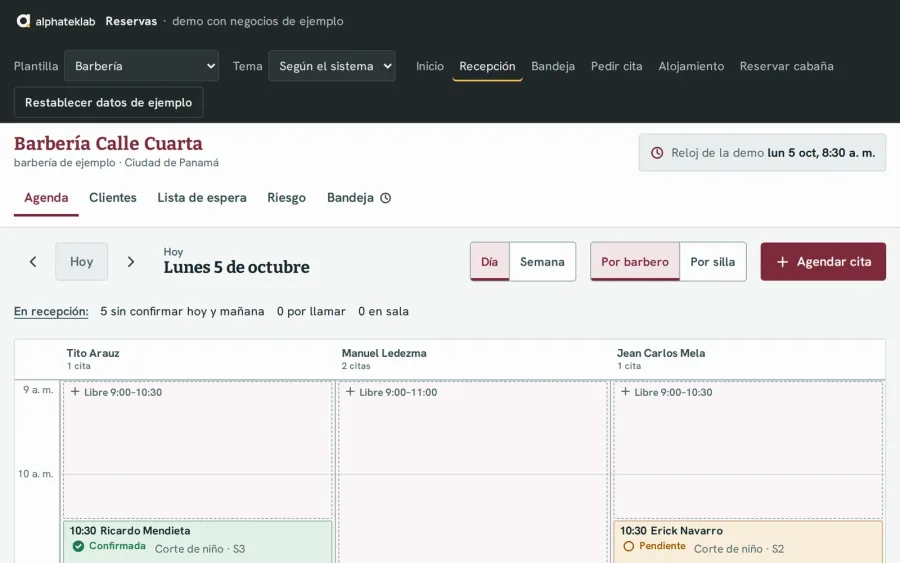 alphateklab Reservas · demo con negocios de ejemplo
Plantilla Barbería Tema Según el sistema Inicio Recepción Bandeja Pedir cita Alojamiento Reservar cabaña
Restablecer datos de ejemplo
Barbería Calle Cuarta
barbería de ejemplo · Ciudad de Panamá
Reloj de la demo lun 5 oct, 8:30 a. m.
Agenda Clientes Lista de espera Riesgo Bandeja
Hoy
Hoy
Lunes 5 de octubre
Día Semana Por barbero Por silla + Agendar cita
En recepción: 5 sin confirmar hoy y mañana 0 por llamar 0 en sala
Tito Arauz Manuel Ledezma Jean Carlos Mela
1 cita 2 citas 1 cita
9 a. m. + Libre 9:00–10:30 + Libre 9:00–11:00 + Libre 9:00–10:30
10 a. m.
10:30 Ricardo Mendieta 10:30 Erick Navarro
Confirmada Corte de niño · S3 Pendiente Corte de niño · S2